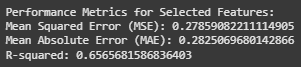 Performance Metrics for Selected Features:
Mean Squared Error (MSE): 0.27859082211114905
Mean Absolute Error (MAE): 0.2825069680142866
R-squared: 0.6565681586836403